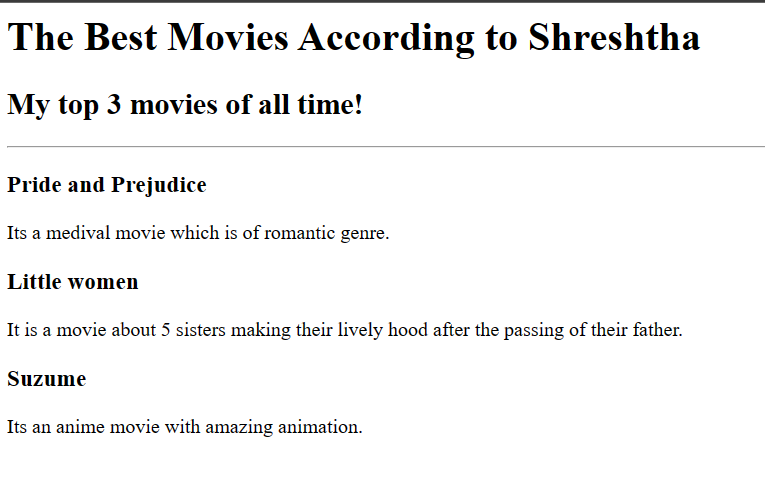 The Best Movies According to Shreshtha
My top 3 movies of all time!
Pride and Prejudice
Its a medival movie which is of romantic genre.
Little women
It is a movie about 5 sisters making their lively hood after the passing of their father.
Suzume
Its an anime movie with amazing animation.